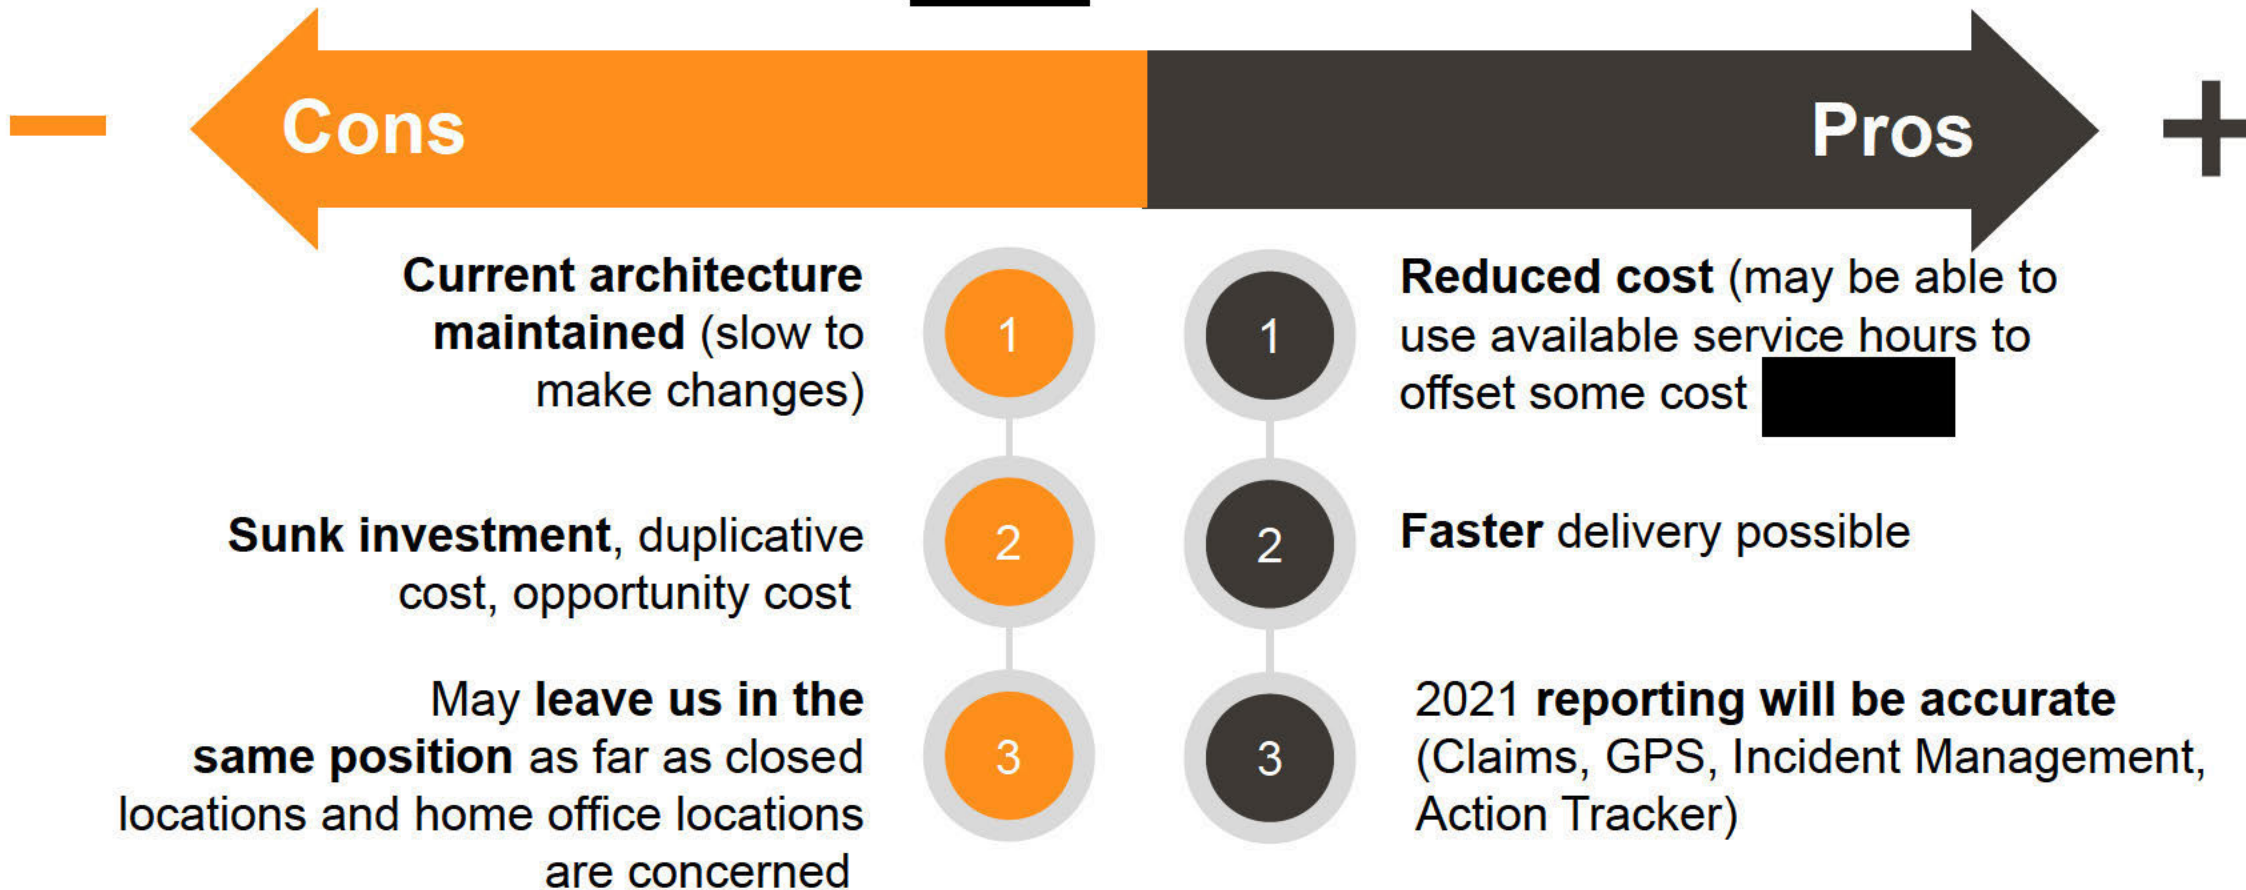 Cons
Pros
Current architecture
maintained (slow to
make changes)
1
Sunk investment, duplicative
cost, opportunity cost
2
May leave us in the
same position as far as closed
locations and home office locations
are concerned
3
1
Reduced cost (may be able to
use available service hours to
offset some cost
2
Faster delivery possible
3
2021 reporting will be accurate
(Claims, GPS, Incident Management,
Action Tracker)